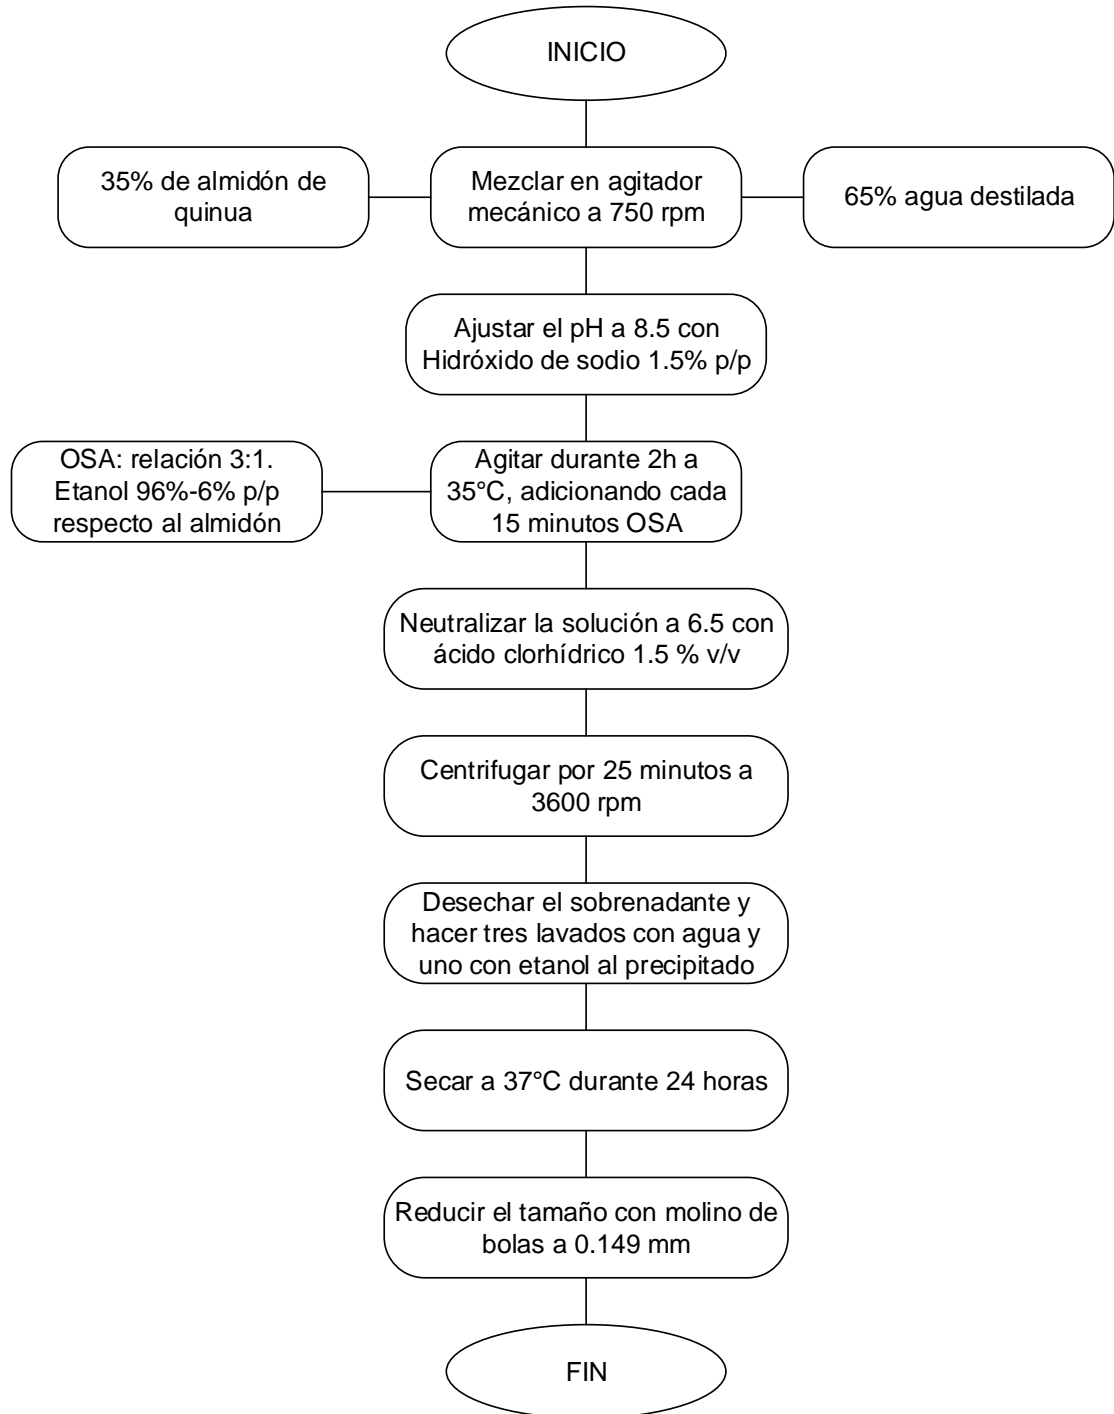 INICIO
35% de almidón de
quinua
Mezclar en agitador
mecánico a 750 rpm
65% agua destilada
Ajustar el pH a 8.5 con
Hidróxido de sodio 1.5% p/p
OSA: relación 3:1.
Etanol 96%-6% p/p
respecto al almidón
Agitar durante 2h a
35°C, adicionando cada
15 minutos OSA
Neutralizar la solución a 6.5 con
ácido clorhídrico 1.5 % v/v
Centrifugar por 25 minutos a
3600 rpm
Desechar el sobrenadante y
hacer tres lavados con agua y
uno con etanol al precipitado
Secar a 37°C durante 24 horas
Reducir el tamaño con molino de
bolas a 0.149 mm
FIN